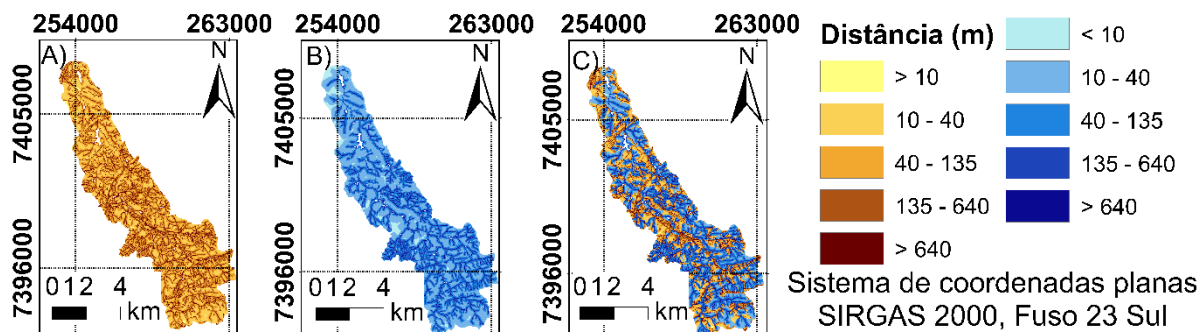 254000 263000
A) N
7405000
7396000
0 1 2 4
km
254000 263000
B) N
7405000
7396000
0 1 2 4
km
254000 263000
C) N
7405000
7396000
0 1 2 4
km
Distância (m)
> 10
10 - 40
40 - 135
135 - 640
> 640
< 10
10 - 40
40 - 135
135 - 640
> 640
Sistema de coordenadas planas
SIRGAS 2000, Fuso 23 Sul